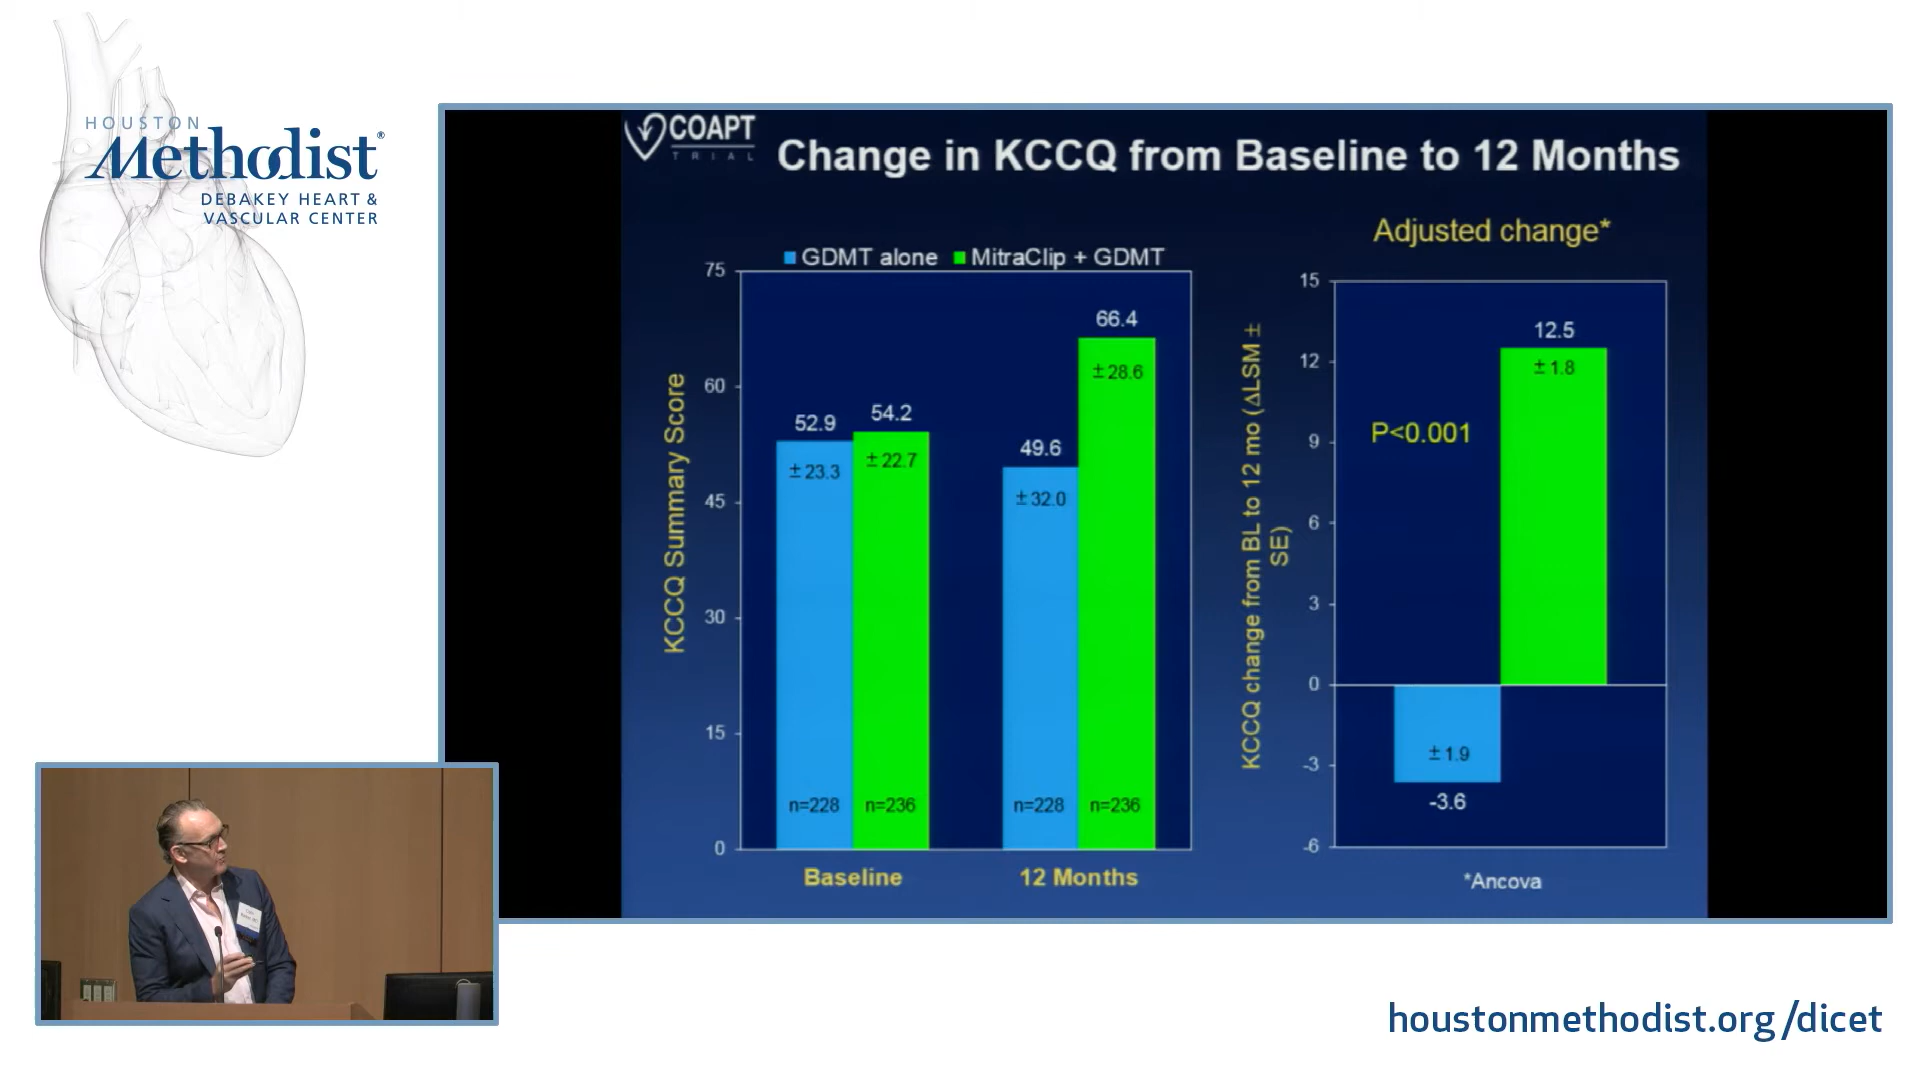 HOUSTON
Methodist®
DEBAKEY HEART &
VASCULAR CENTER
COAPT
TRIAL
Change in KCCQ from Baseline to 12 Months
GDMT alone
MitraClip + GDMT
KCCQ Summary Score
75
60
45
30
15
0
52.9
±23.3
n=228
54.2
±22.7
n=236
49.6
±32.0
n=228
66.4
±28.6
n=236
Baseline
12 Months
Adjusted change*
KCCQ change from BL to 12 mo (ΔLSM ±
SE)
15
12
9
6
3
0
-3
-6
P<0.001
12.5
±1.8
±1.9
-3.6
*Ancova
houstonmethodist.org/dicet